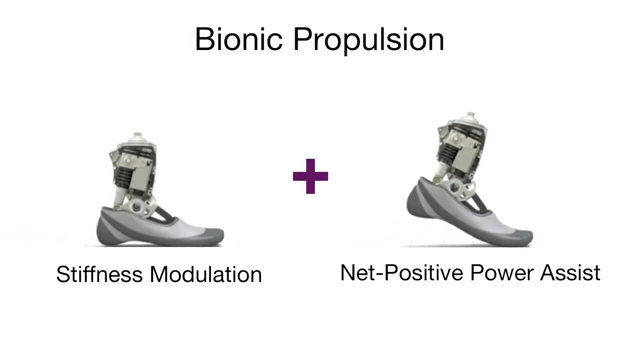 Bionic Propulsion
Stiffness Modulation
Net-Positive Power Assist